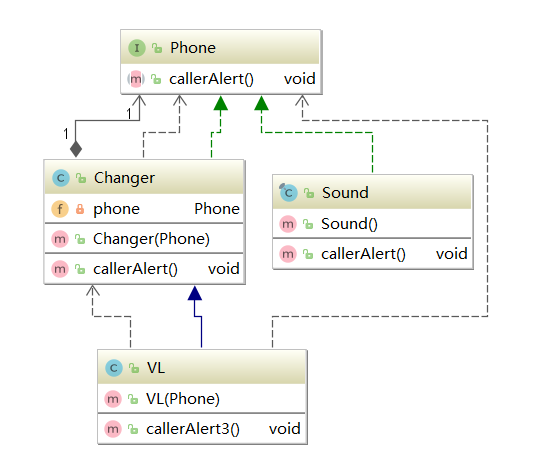 I Phone
m callerAlert() void
1
1
C Changer
f phone Phone
m Changer(Phone)
m callerAlert() void
C Sound
m Sound()
m callerAlert() void
C VL
m VL(Phone)
m callerAlert3() void